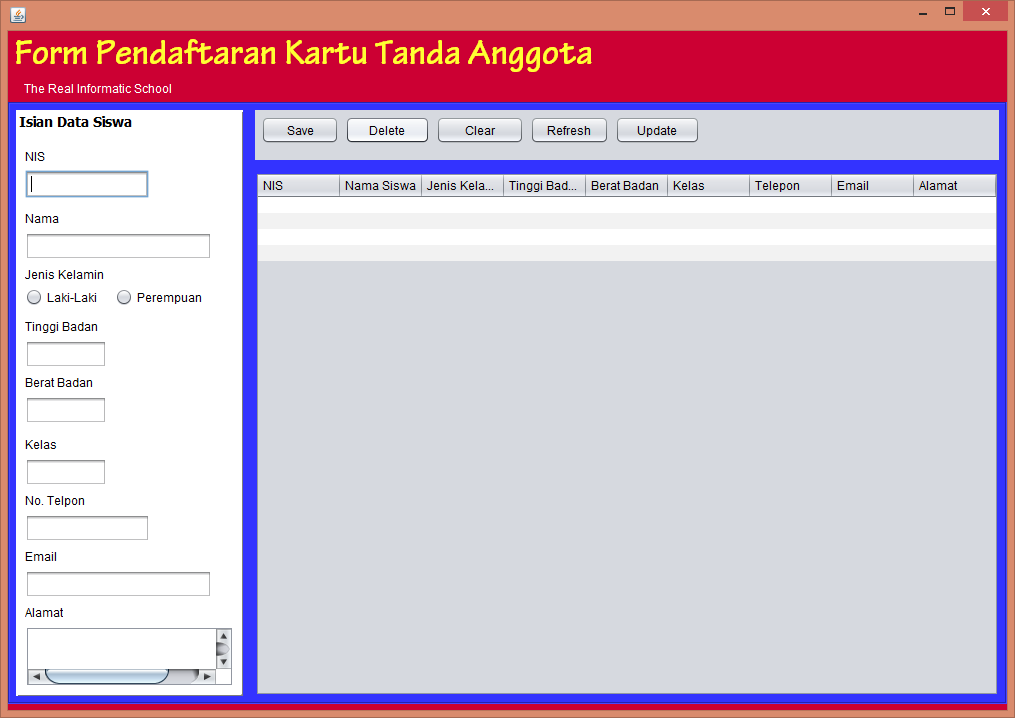 Form Pendaftaran Kartu Tanda Anggota
The Real Informatic School
Isian Data Siswa
NIS
Nama
Jenis Kelamin
Laki-Laki Perempuan
Tinggi Badan
Berat Badan
Kelas
No. Telpon
Email
Alamat
Save Delete Clear Refresh Update
NIS Nama Siswa Jenis Kela... Tinggi Bad... Berat Badan Kelas Telepon Email Alamat